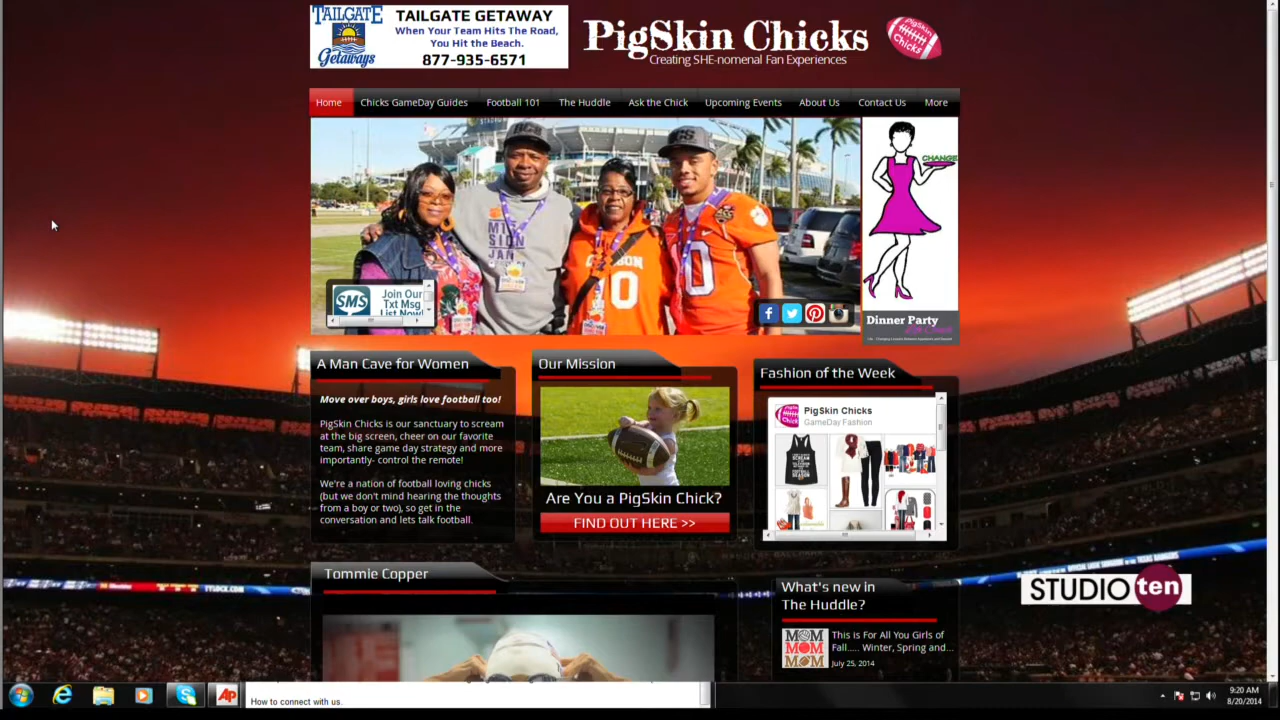 TAILGATE
Getaways
TAILGATE GETAWAY
When Your Team Hits The Road,
You Hit the Beach.
877-935-6571
PigSkin Chicks
Creating SHE-nomenal Fan Experiences
PigSkin
Chicks
Home
Chicks GameDay Guides
Football 101
The Huddle
Ask the Chick
Upcoming Events
About Us
Contact Us
More
CHANGE
Dinner Party
SMS
Join Our
Txt Msg
List Now!
A Man Cave for Women
Move over boys, girls love football too!
PigSkin Chicks is our sanctuary to scream
at the big screen, cheer on our favorite
team, share game day strategy and more
importantly- control the remote!
We're a nation of football loving chicks
(but we don't mind hearing the thoughts
from a boy or two), so get in the
conversation and lets talk football.
Our Mission
Are You a PigSkin Chick?
FIND OUT HERE >>
Fashion of the Week
PigSkin Chicks
GameDay Fashion
Tommie Copper
What's new in
The Huddle?
MOM
MOM
MOM
This is For All You Girls of
Fall..... Winter, Spring and...
July 25, 2014
STUDIO ten
How to connect with us.
9:20 AM
8/20/2014